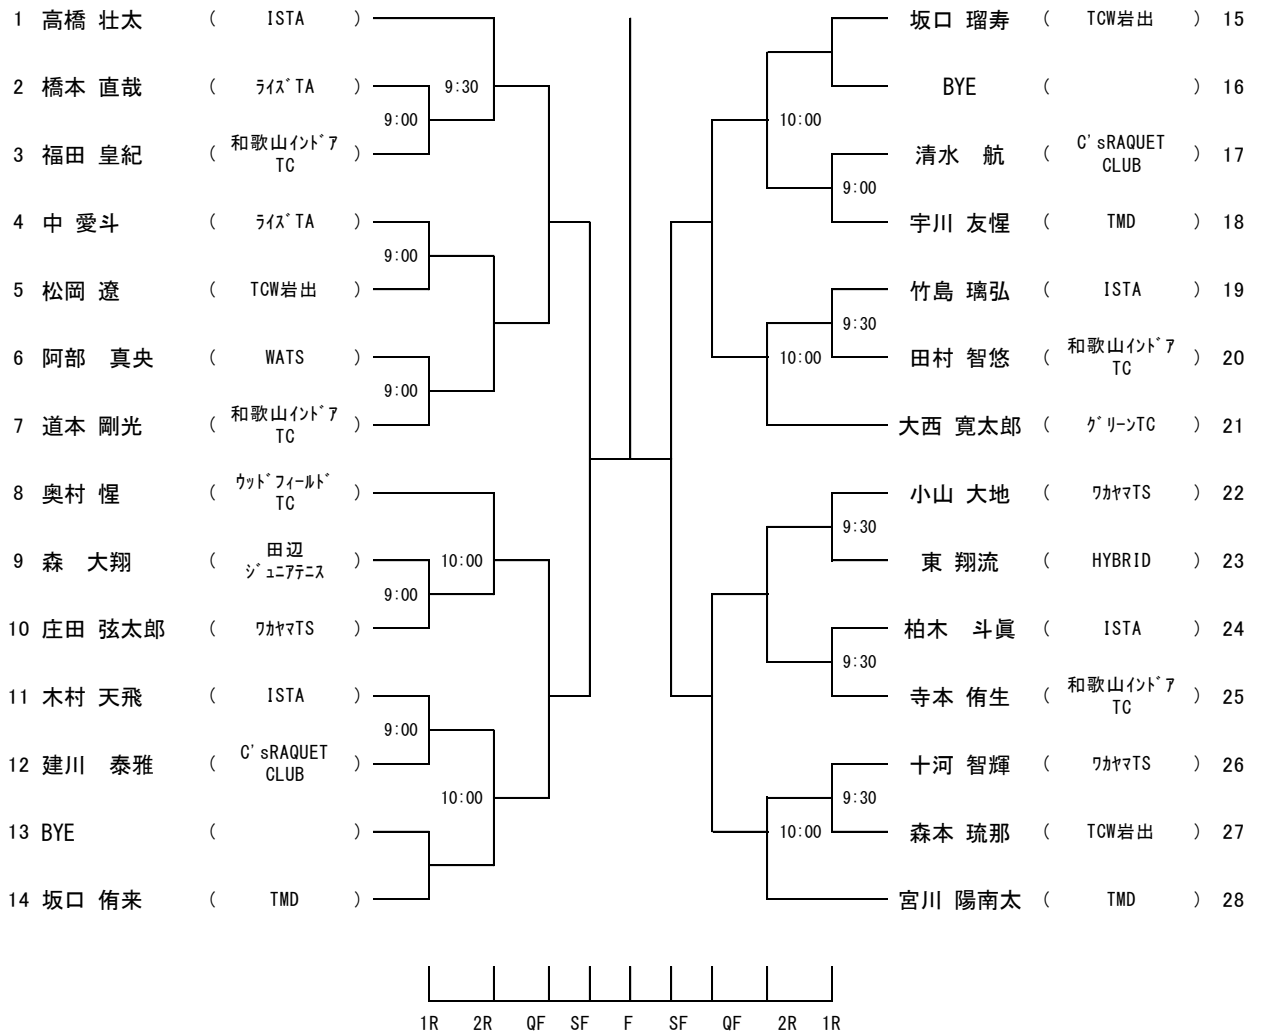 1 高橋 壮太 ( ISTA )
9:30
2 橋本 直哉 ( ﾗｲｽﾞTA )
9:00
3 福田 皇紀 ( 和歌山ｲﾝﾄﾞｱ TC )
4 中 愛斗 ( ﾗｲｽﾞTA )
9:00
5 松岡 遼 ( TCW岩出 )
6 阿部　真央 ( WATS )
9:00
7 道本 剛光 ( 和歌山ｲﾝﾄﾞｱ TC )
8 奥村 惺 ( ｳｯﾄﾞﾌｨｰﾙﾄﾞ TC )
10:00
9 森　大翔 ( 田辺 ｼﾞｭﾆｱﾃﾆｽ )
9:00
10 庄田 弦太郎 ( ﾜｶﾔﾏTS )
11 木村 天飛 ( ISTA )
9:00
12 建川　泰雅 ( C'sRAQUET CLUB )
10:00
13 BYE ( )
14 坂口 侑来 ( TMD )
坂口 瑠寿 ( TCW岩出 ) 15
BYE ( ) 16
10:00
清水　航 ( C'sRAQUET CLUB ) 17
9:00
宇川 友惺 ( TMD ) 18
竹島 璃弘 ( ISTA ) 19
9:30
田村 智悠 ( 和歌山ｲﾝﾄﾞｱ TC ) 20
10:00
大西 寛太郎 ( ｸﾞﾘｰﾝTC ) 21
小山 大地 ( ﾜｶﾔﾏTS ) 22
9:30
東 翔流 ( HYBRID ) 23
柏木　斗眞 ( ISTA ) 24
9:30
寺本 侑生 ( 和歌山ｲﾝﾄﾞｱ TC ) 25
十河 智輝 ( ﾜｶﾔﾏTS ) 26
9:30
森本 琉那 ( TCW岩出 ) 27
10:00
宮川 陽南太 ( TMD ) 28
1R 2R QF SF F SF QF 2R 1R